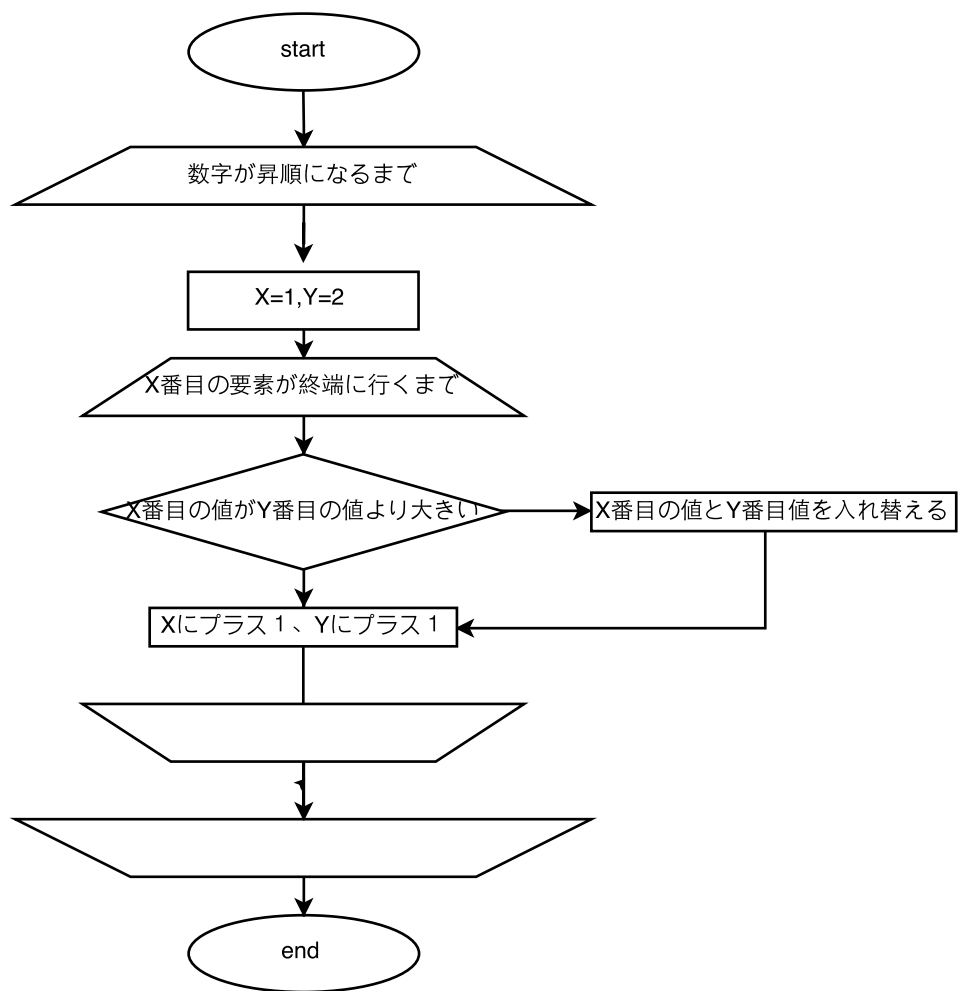 start
数字が昇順になるまで
X=1,Y=2
X番目の要素が終端に行くまで
X番目の値がY番目の値より大きい
X番目の値とY番目値を入れ替える
Xにプラス１、Yにプラス１
end